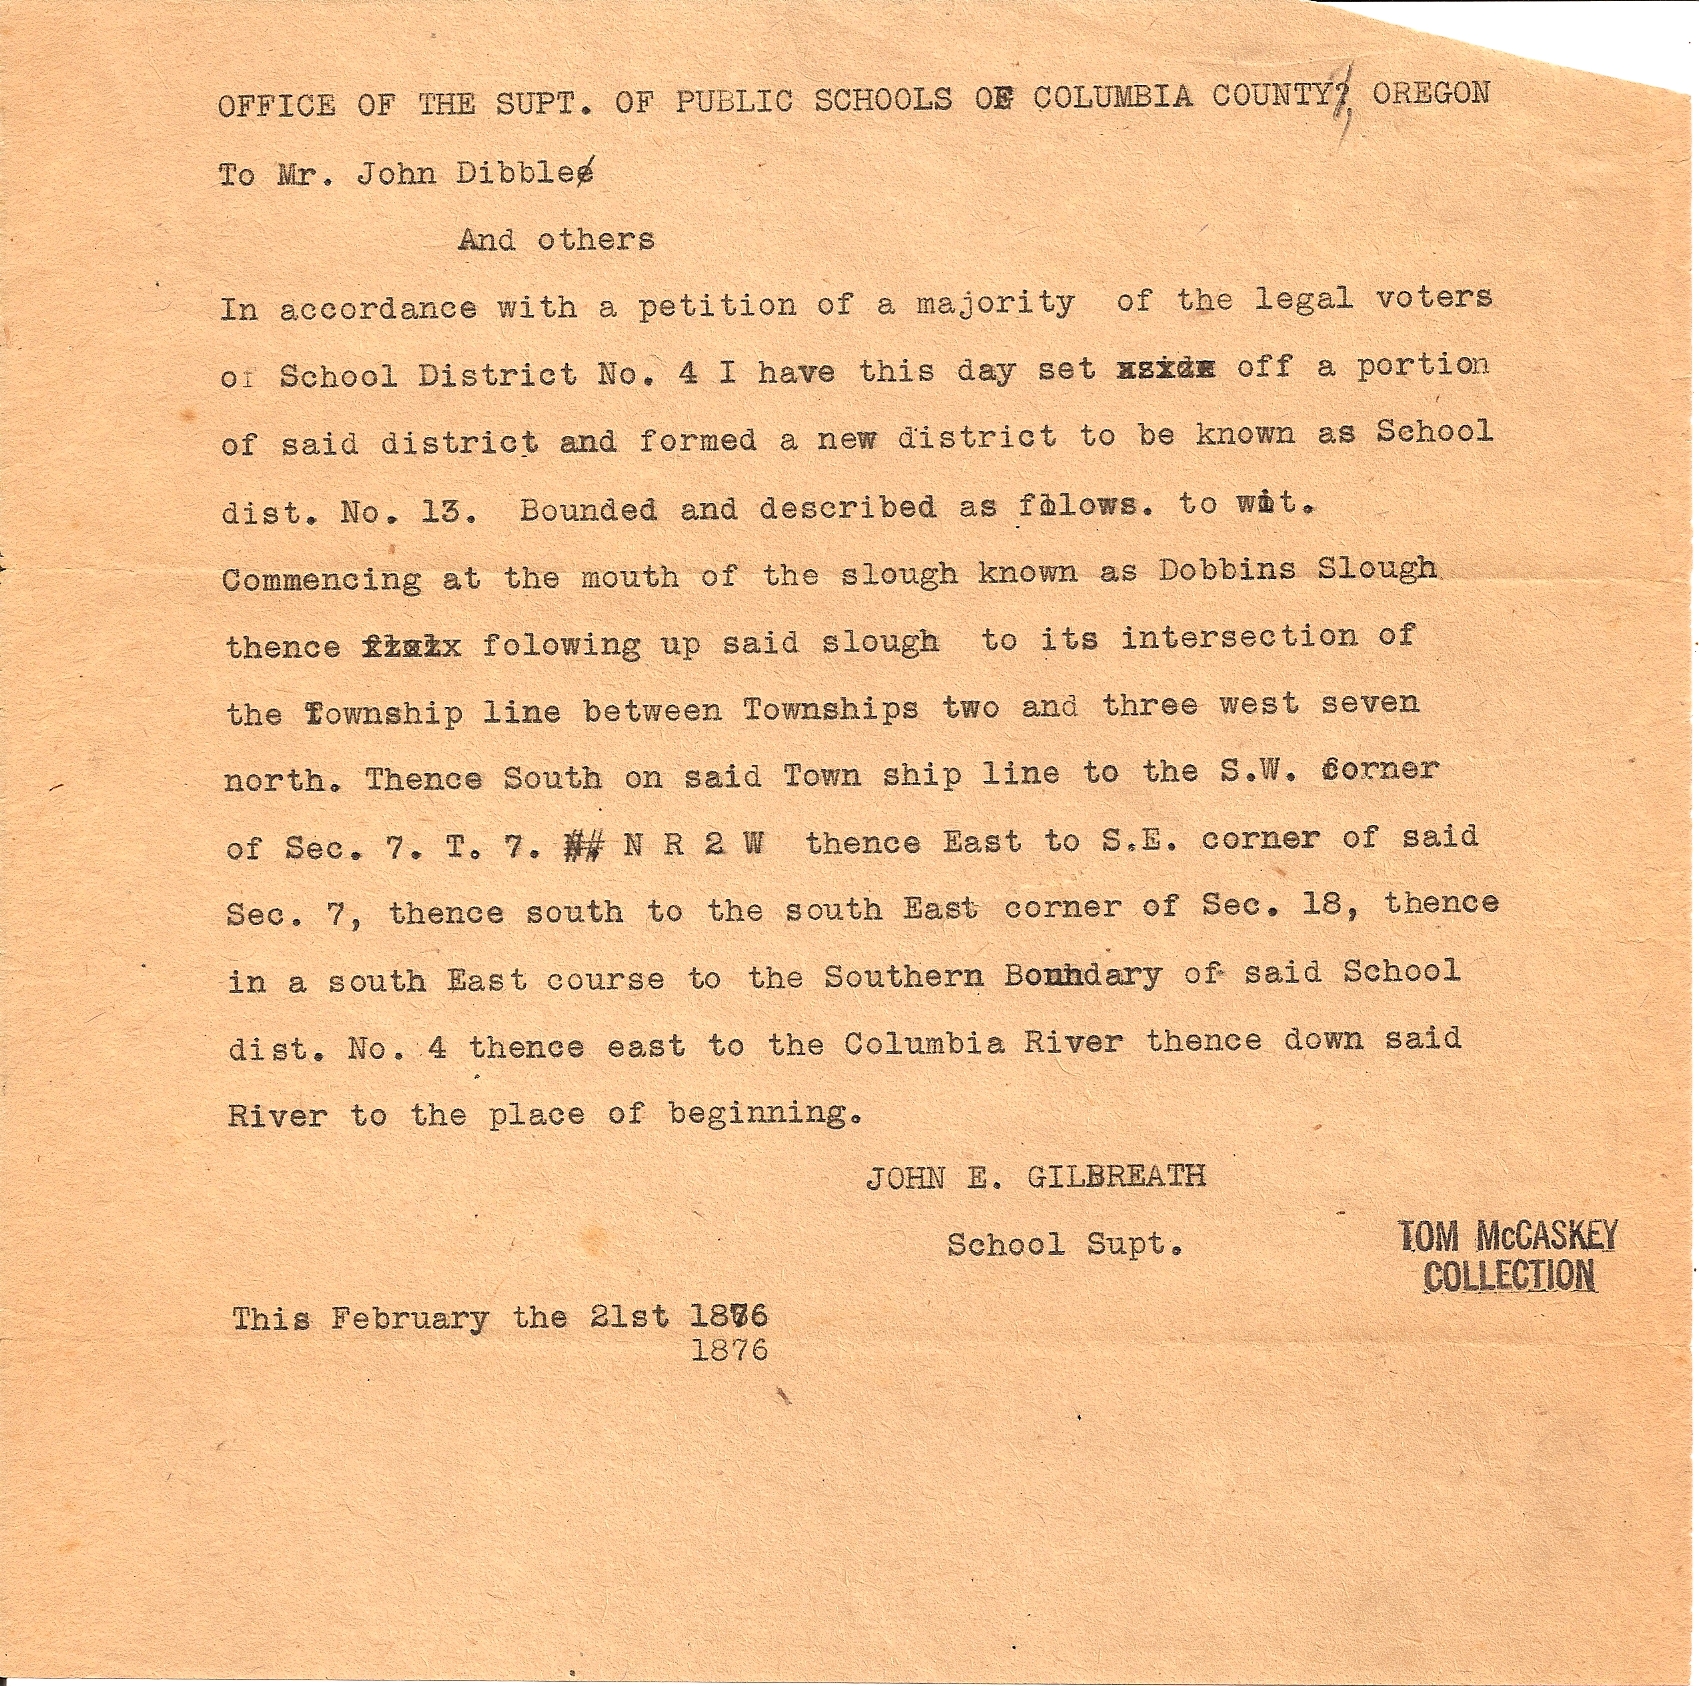 OFFICE OF THE SUPT. OF PUBLIC SCHOOLS OF COLUMBIA COUNTY, OREGON
To Mr. John Dibblee
And others
In accordance with a petition of a majority of the legal voters
of School District No. 4 I have this day set off a portion
of said district and formed a new district to be known as School
dist. No. 13. Bounded and described as folows. to wit.
Commencing at the mouth of the slough known as Dobbins Slough
thence folowing up said slough to its intersection of
the Township line between Townships two and three west seven
north. Thence South on said Town ship line to the S.W. corner
of Sec. 7. T. 7. N R 2 W thence East to S.E. corner of said
Sec. 7, thence south to the south East corner of Sec. 18, thence
in a south East course to the Southern Boundary of said School
dist. No. 4 thence east to the Columbia River thence down said
River to the place of beginning.
JOHN E. GILBREATH
School Supt.
TOM McCASKEY
COLLECTION
This February the 21st 1876
1876